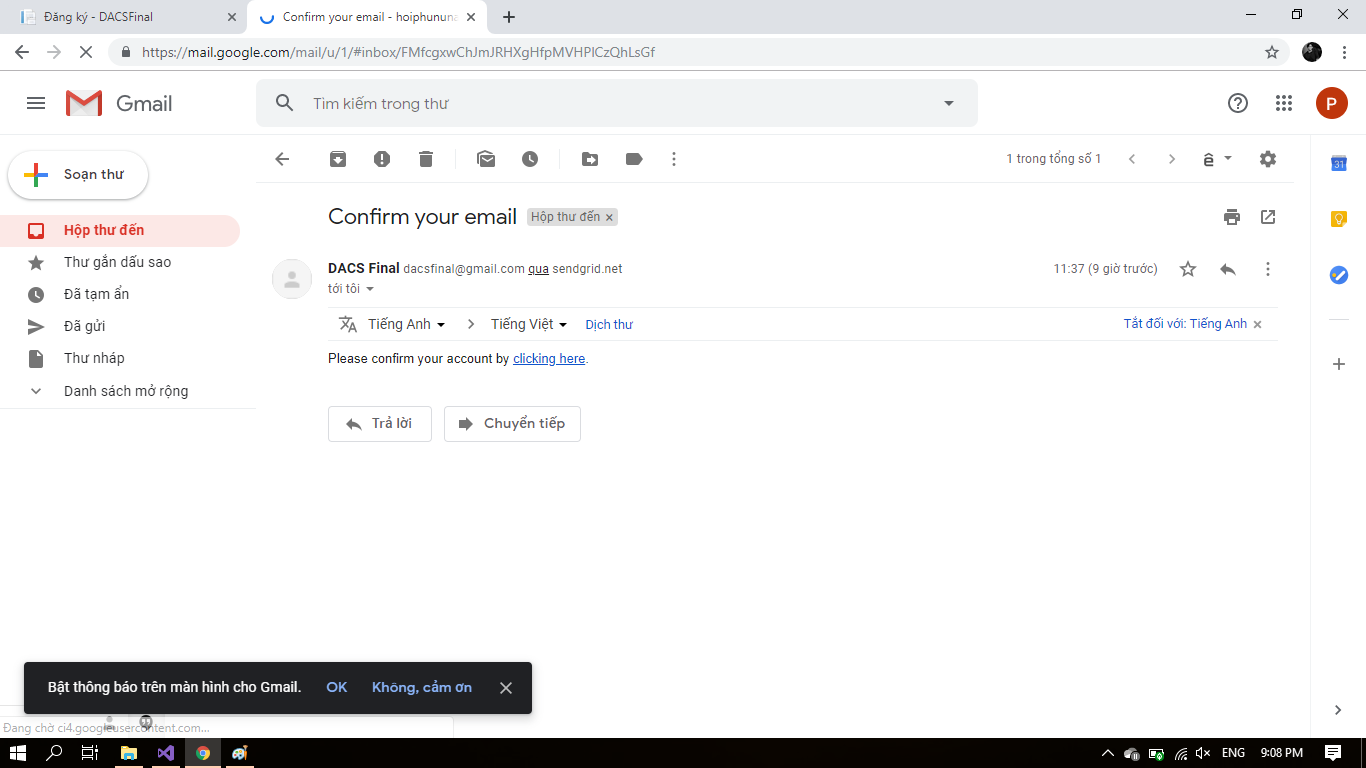 Đăng ký - DACSFinal
Confirm your email - hoiphununa
https://mail.google.com/mail/u/1/#inbox/FMfcgxwChJmJRHXgHfpMVHPlCzQhLsGf
Gmail
Tìm kiếm trong thư
P
Soạn thư
1 trong tổng số 1
ê
31
Confirm your email
Hộp thư đến ×
Hộp thư đến
Thư gắn dấu sao
Đã tạm ẩn
Đã gửi
Thư nháp
Danh sách mở rộng
DACS Final dacsfinal@gmail.com qua sendgrid.net
11:37 (9 giờ trước)
tới tôi
Tiếng Anh > Tiếng Việt Dịch thư
Tắt đối với: Tiếng Anh ×
Please confirm your account by clicking here.
Trả lời
Chuyển tiếp
Bật thông báo trên màn hình cho Gmail. OK Không, cảm ơn
Đang chờ ci4.googleusercontent.com...
ENG
9:08 PM